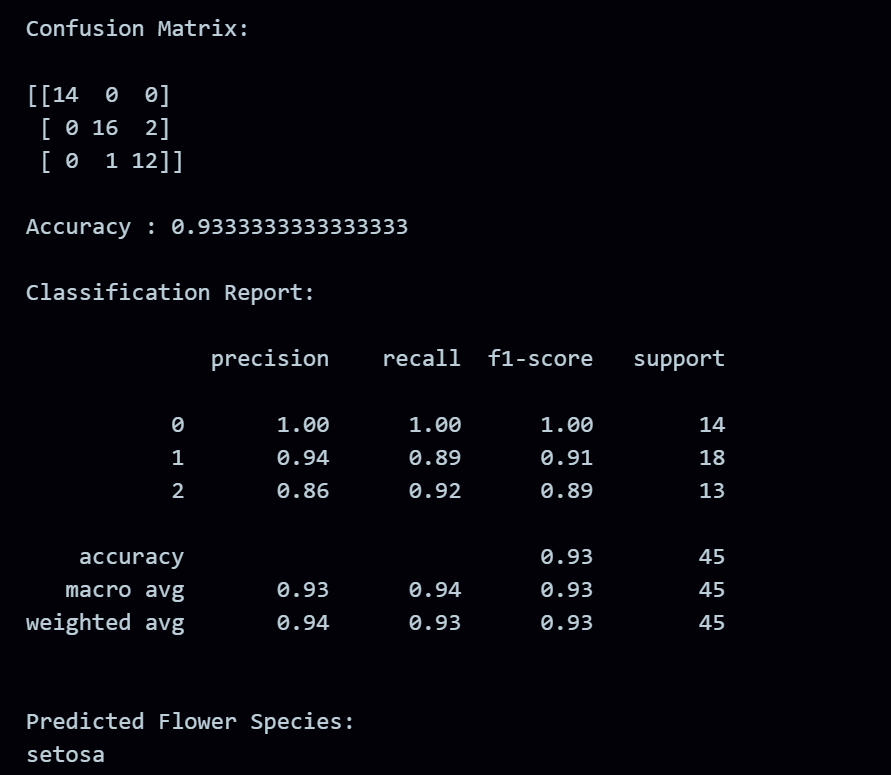 Confusion Matrix:
[[14  0  0]
 [ 0 16  2]
 [ 0  1 12]]
Accuracy : 0.9333333333333333
Classification Report:
              precision    recall  f1-score   support
           0       1.00      1.00      1.00        14
           1       0.94      0.89      0.91        18
           2       0.86      0.92      0.89        13
    accuracy                           0.93        45
   macro avg       0.93      0.94      0.93        45
weighted avg       0.94      0.93      0.93        45
Predicted Flower Species:
setosa